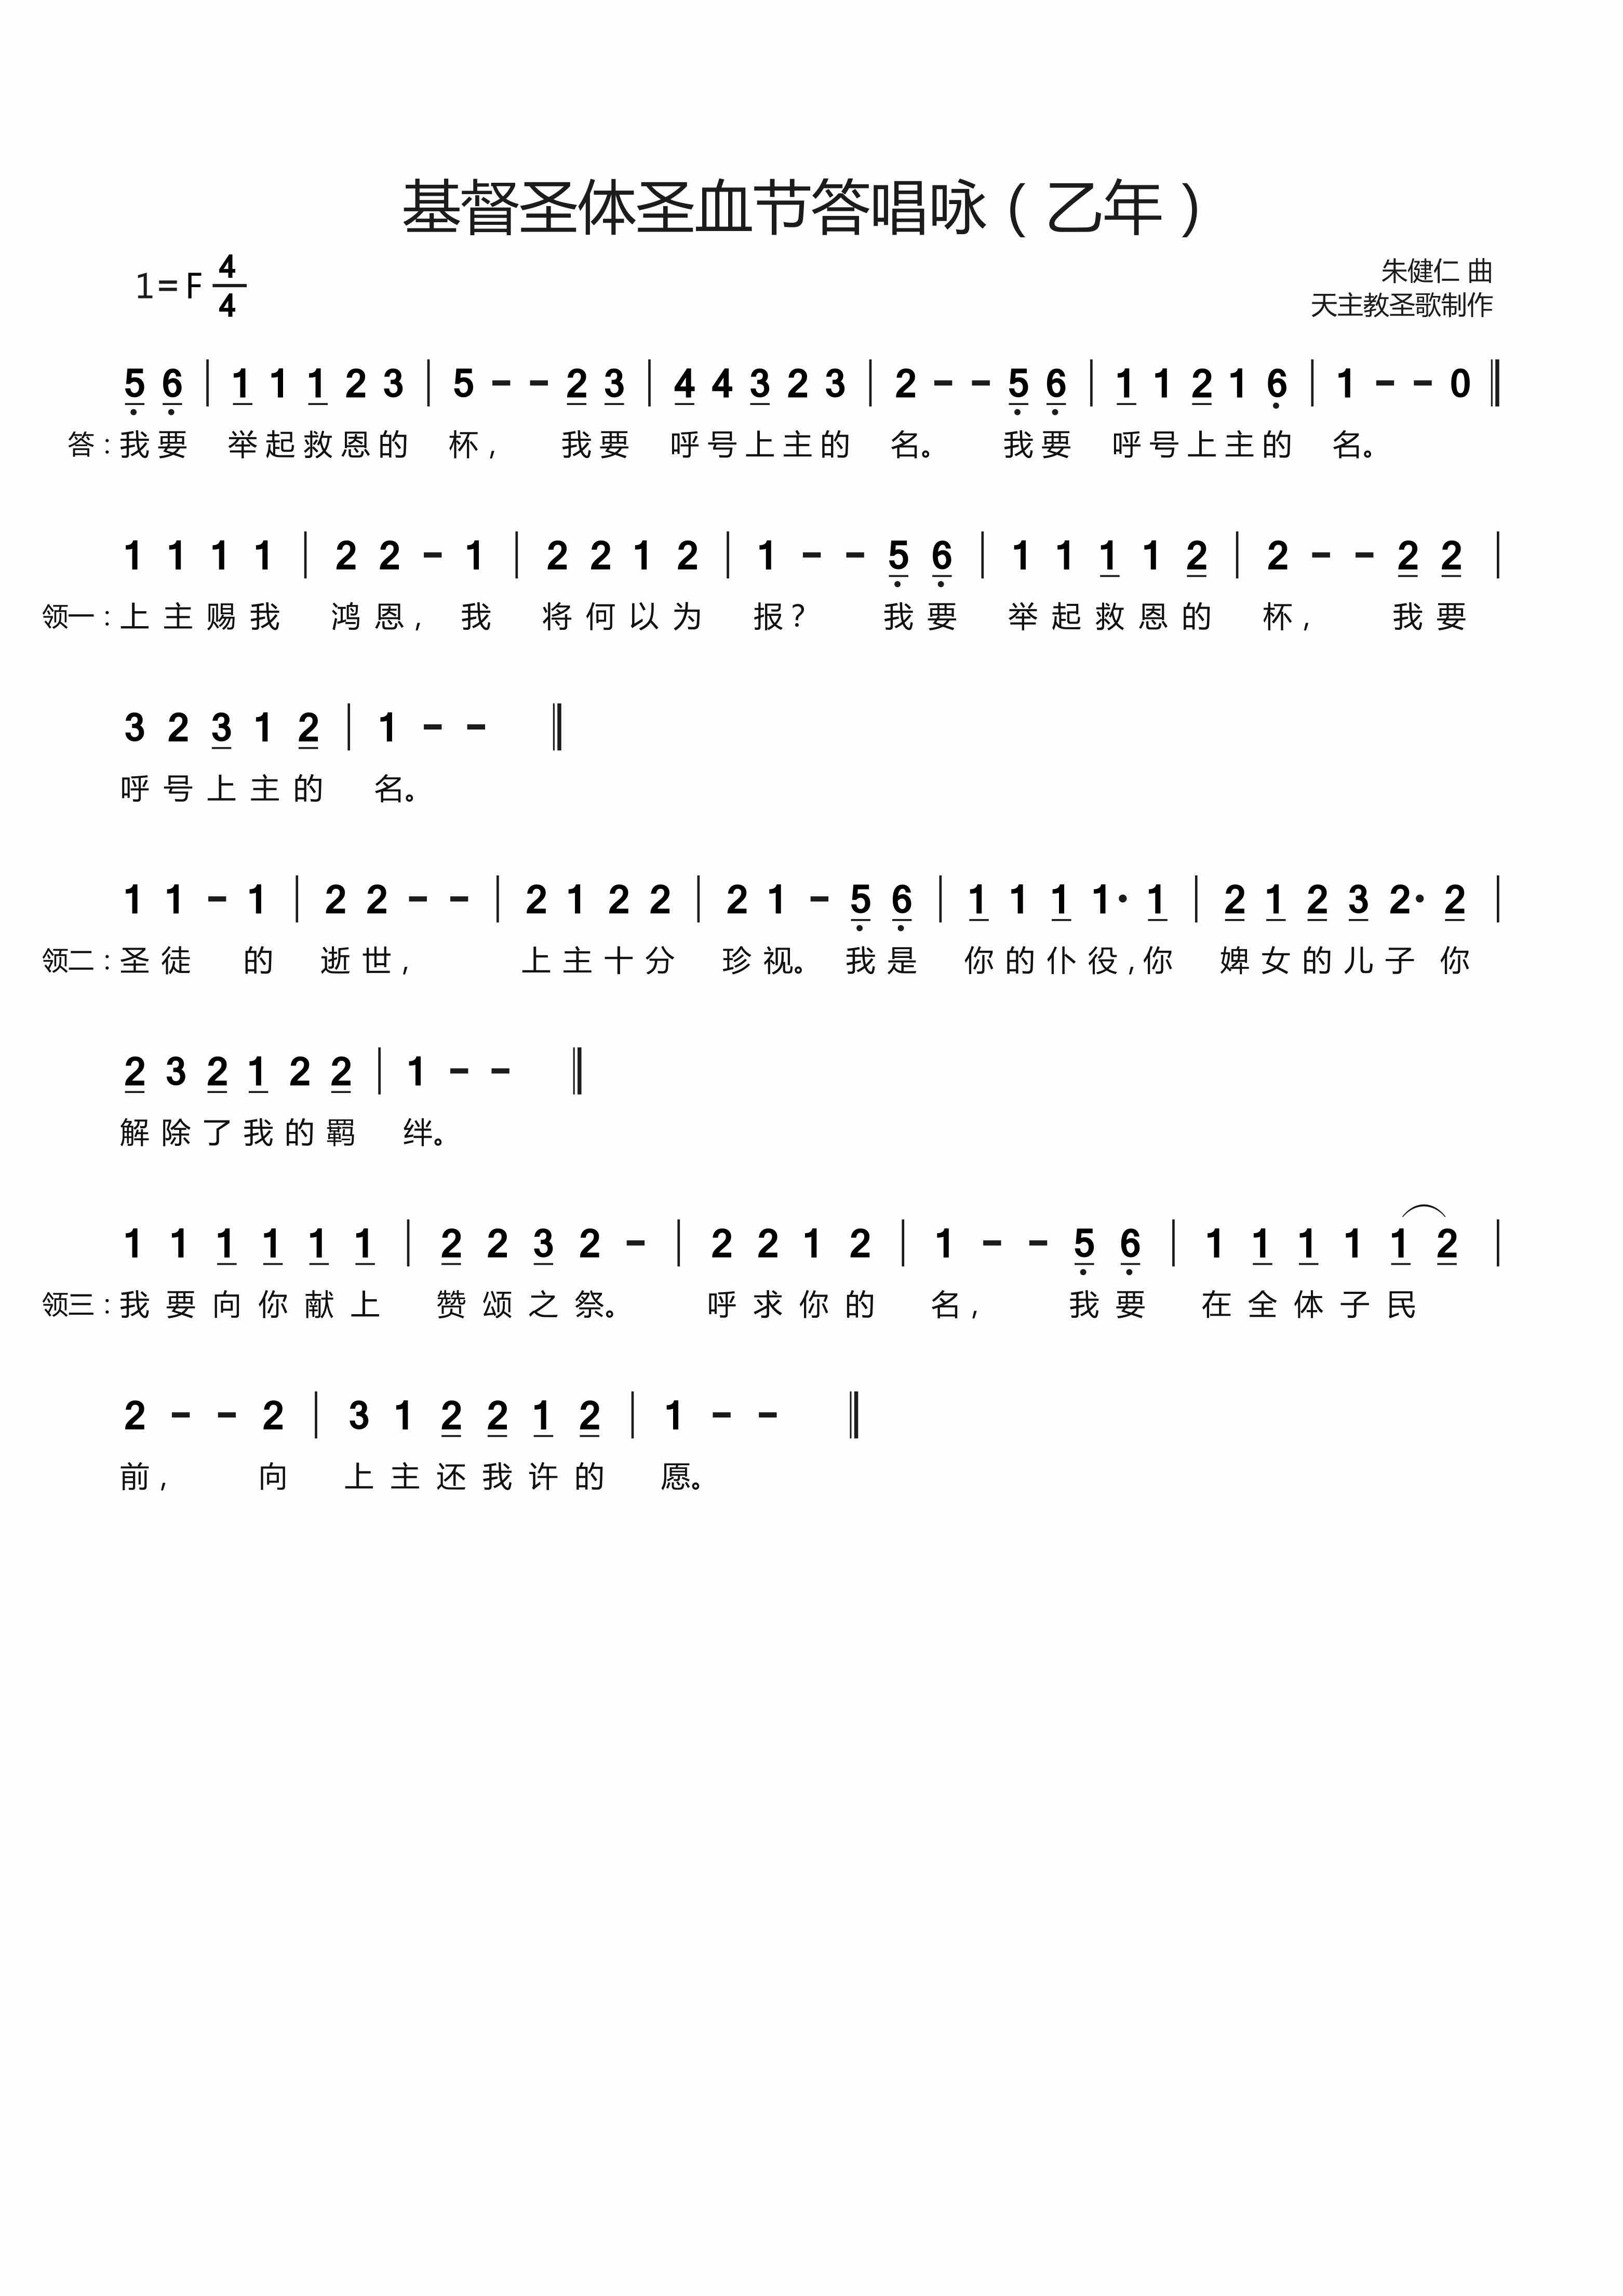 基督圣体圣血节答唱咏（乙年）
1=F 4/4
朱健仁 曲
天主教圣歌制作
5 6 | 1 1 1 2 3 | 5 - - 2 3 | 4 4 3 2 3 | 2 - - 5 6 | 1 1 2 1 6 | 1 - - 0 ‖
答：我要 举起救恩的 杯， 我要 呼号上主的 名。 我要 呼号上主的 名。
1 1 1 1 | 2 2 - 1 | 2 2 1 2 | 1 - - 5 6 | 1 1 1 1 2 | 2 - - 2 2 |
领一：上主赐我 鸿恩， 我 将何以为 报？ 我要 举起救恩的 杯， 我要
3 2 3 1 2 | 1 - - ‖
呼号上主的 名。
1 1 - 1 | 2 2 - - | 2 1 2 2 | 2 1 - 5 6 | 1 1 1 1· 1 | 2 1 2 3 2· 2 |
领二：圣徒 的 逝世， 上主十分 珍视。 我是 你的仆役，你 婢女的儿子 你
2 3 2 1 2 2 | 1 - - ‖
解除了我的羁 绊。
1 1 1 1 1 1 | 2 2 3 2 - | 2 2 1 2 | 1 - - 5 6 | 1 1 1 1 1 2 |
领三：我要向你献上 赞颂之祭。 呼求你的 名， 我要 在全体子民
2 - - 2 | 3 1 2 2 1 2 | 1 - - ‖
前， 向 上主还我许的 愿。